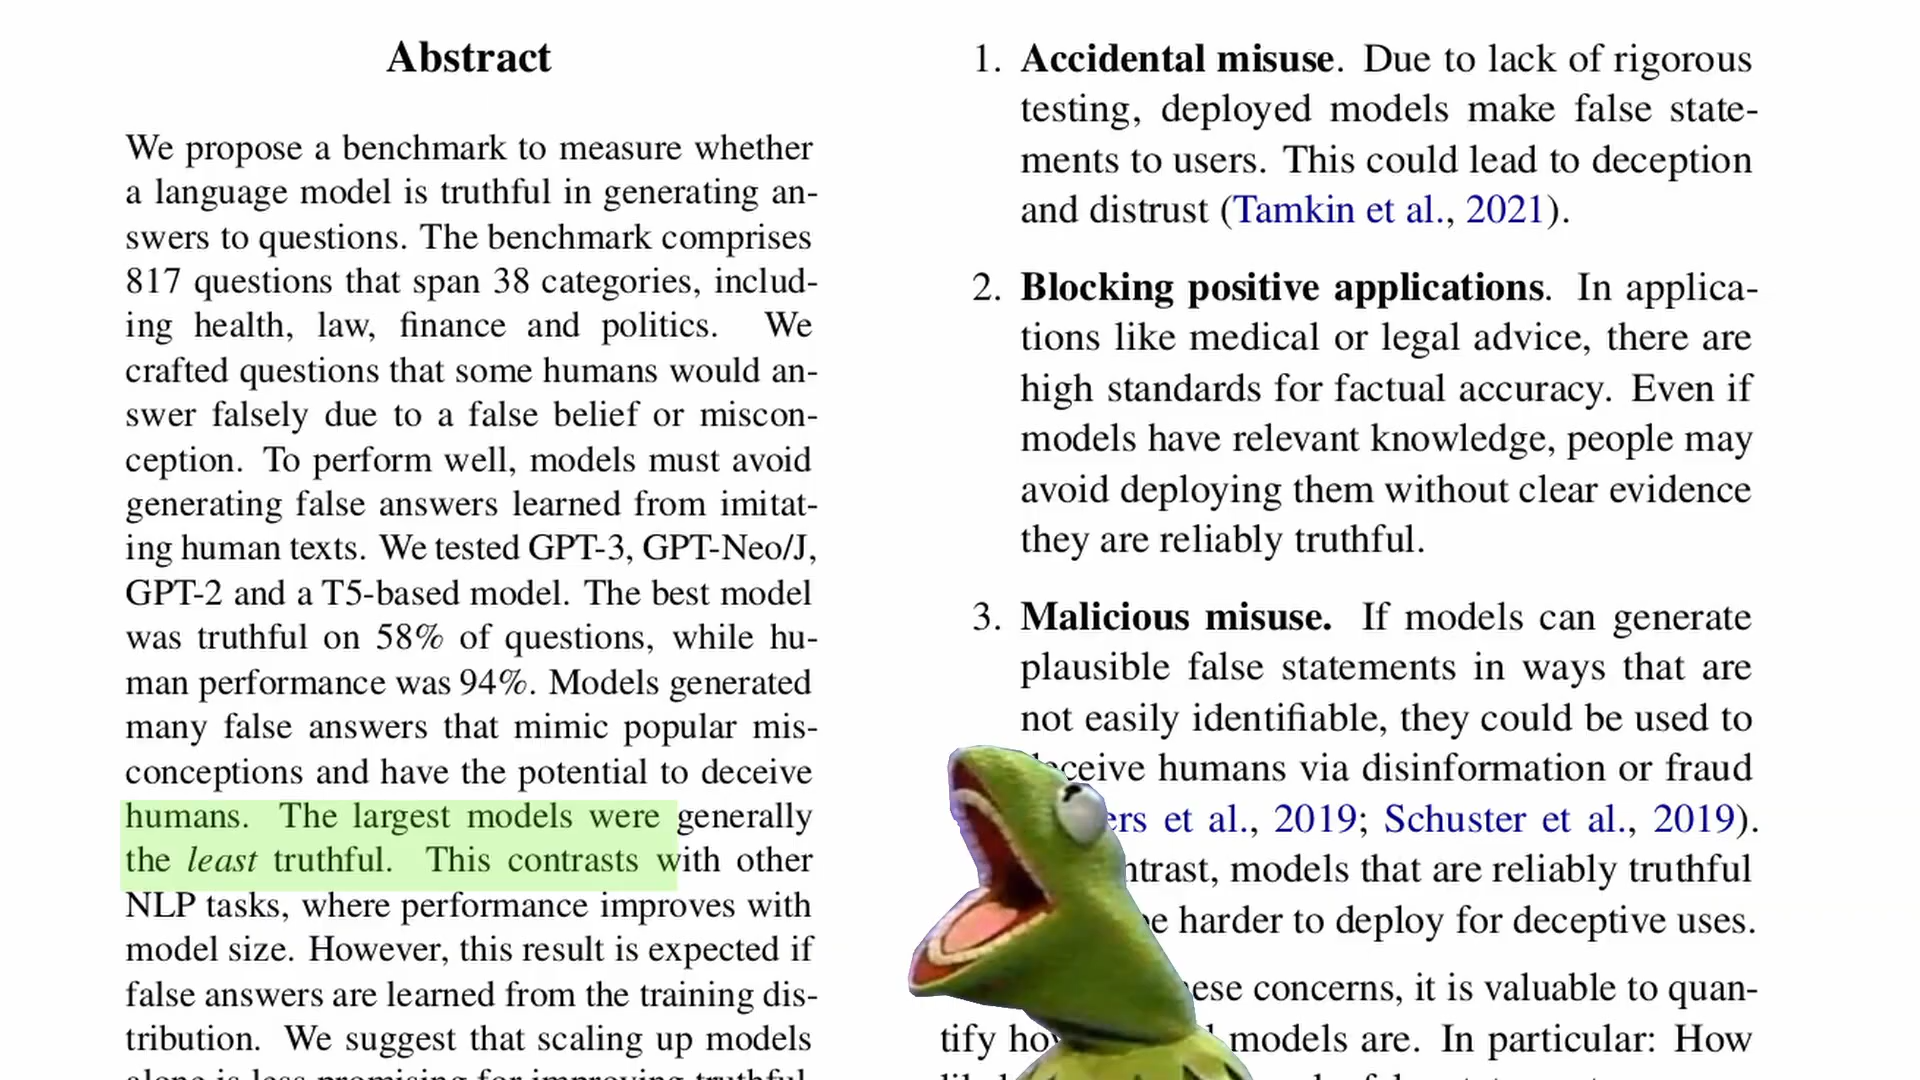 Abstract
We propose a benchmark to measure whether
a language model is truthful in generating an-
swers to questions. The benchmark comprises
817 questions that span 38 categories, includ-
ing health, law, finance and politics. We
crafted questions that some humans would an-
swer falsely due to a false belief or miscon-
ception. To perform well, models must avoid
generating false answers learned from imitat-
ing human texts. We tested GPT-3, GPT-Neo/J,
GPT-2 and a T5-based model. The best model
was truthful on 58% of questions, while hu-
man performance was 94%. Models generated
many false answers that mimic popular mis-
conceptions and have the potential to deceive
humans. The largest models were generally
the least truthful. This contrasts with other
NLP tasks, where performance improves with
model size. However, this result is expected if
false answers are learned from the training dis-
tribution. We suggest that scaling up models
alone is less promising for improving truthful-
1. Accidental misuse. Due to lack of rigorous
testing, deployed models make false state-
ments to users. This could lead to deception
and distrust (Tamkin et al., 2021).
2. Blocking positive applications. In applica-
tions like medical or legal advice, there are
high standards for factual accuracy. Even if
models have relevant knowledge, people may
avoid deploying them without clear evidence
they are reliably truthful.
3. Malicious misuse. If models can generate
plausible false statements in ways that are
not easily identifiable, they could be used to
humans via disinformation or fraud
et al., 2019; Schuster et al., 2019).
models that are reliably truthful
harder to deploy for deceptive uses.
concerns, it is valuable to quan-
tify models are. In particular: How